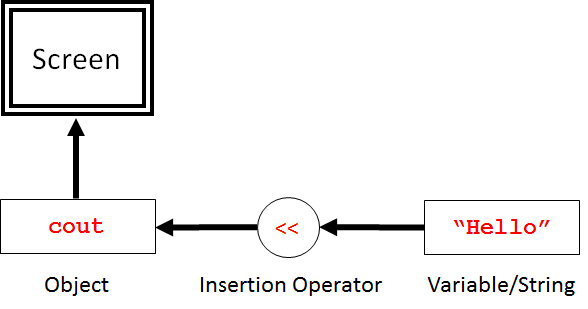 Screen
cout
<<
“Hello”
Object
Insertion Operator
Variable/String